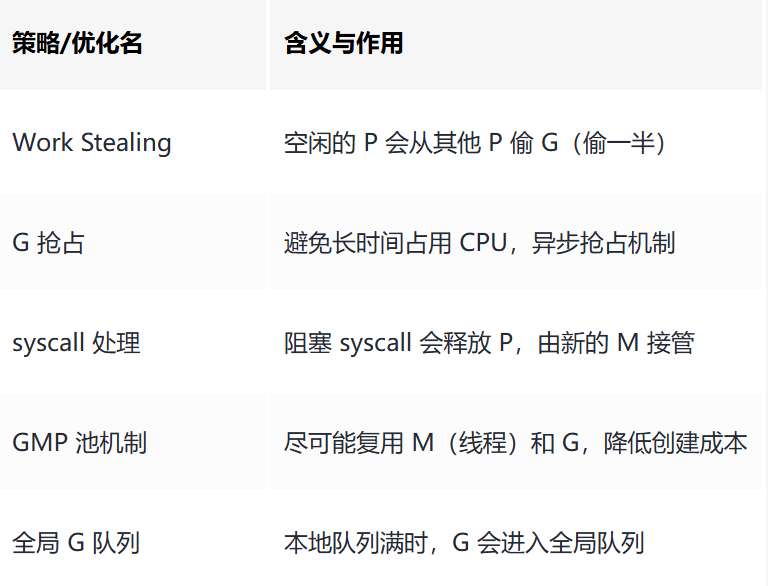 策略/优化名 含义与作用
Work Stealing 空闲的 P 会从其他 P 偷 G（偷一半）
G 抢占 避免长时间占用 CPU，异步抢占机制
syscall 处理 阻塞 syscall 会释放 P，由新的 M 接管
GMP 池机制 尽可能复用 M（线程）和 G，降低创建成本
全局 G 队列 本地队列满时，G 会进入全局队列